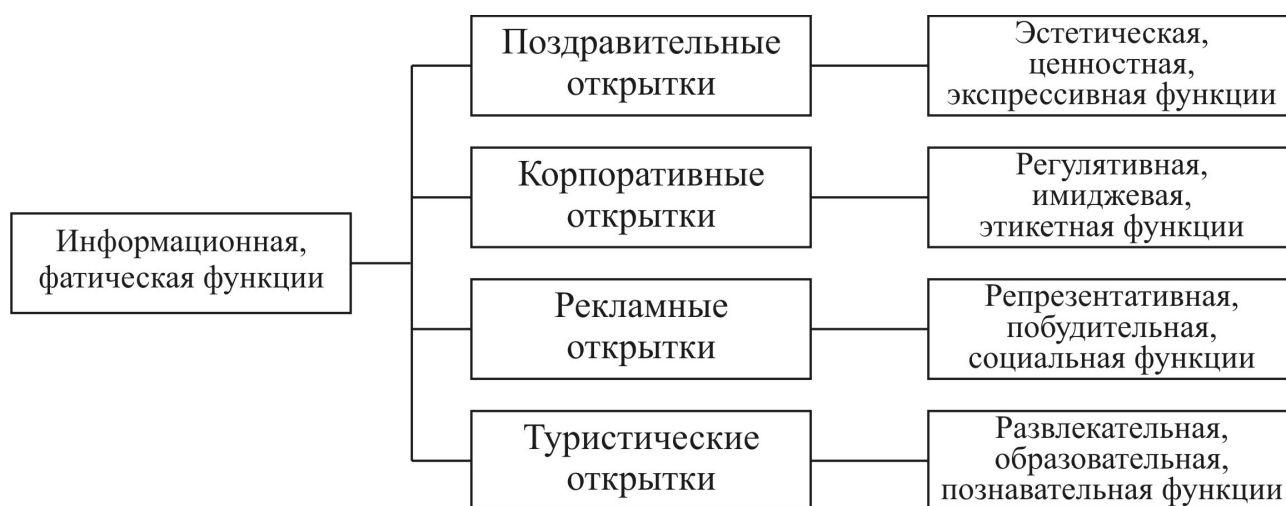 Информационная,
фатическая функции
Поздравительные
открытки
Эстетическая,
ценностная,
экспрессивная функции
Корпоративные
открытки
Регулятивная,
имиджевая,
этикетная функции
Рекламные
открытки
Репрезентативная,
побудительная,
социальная функции
Туристические
открытки
Развлекательная,
образовательная,
познавательная функции